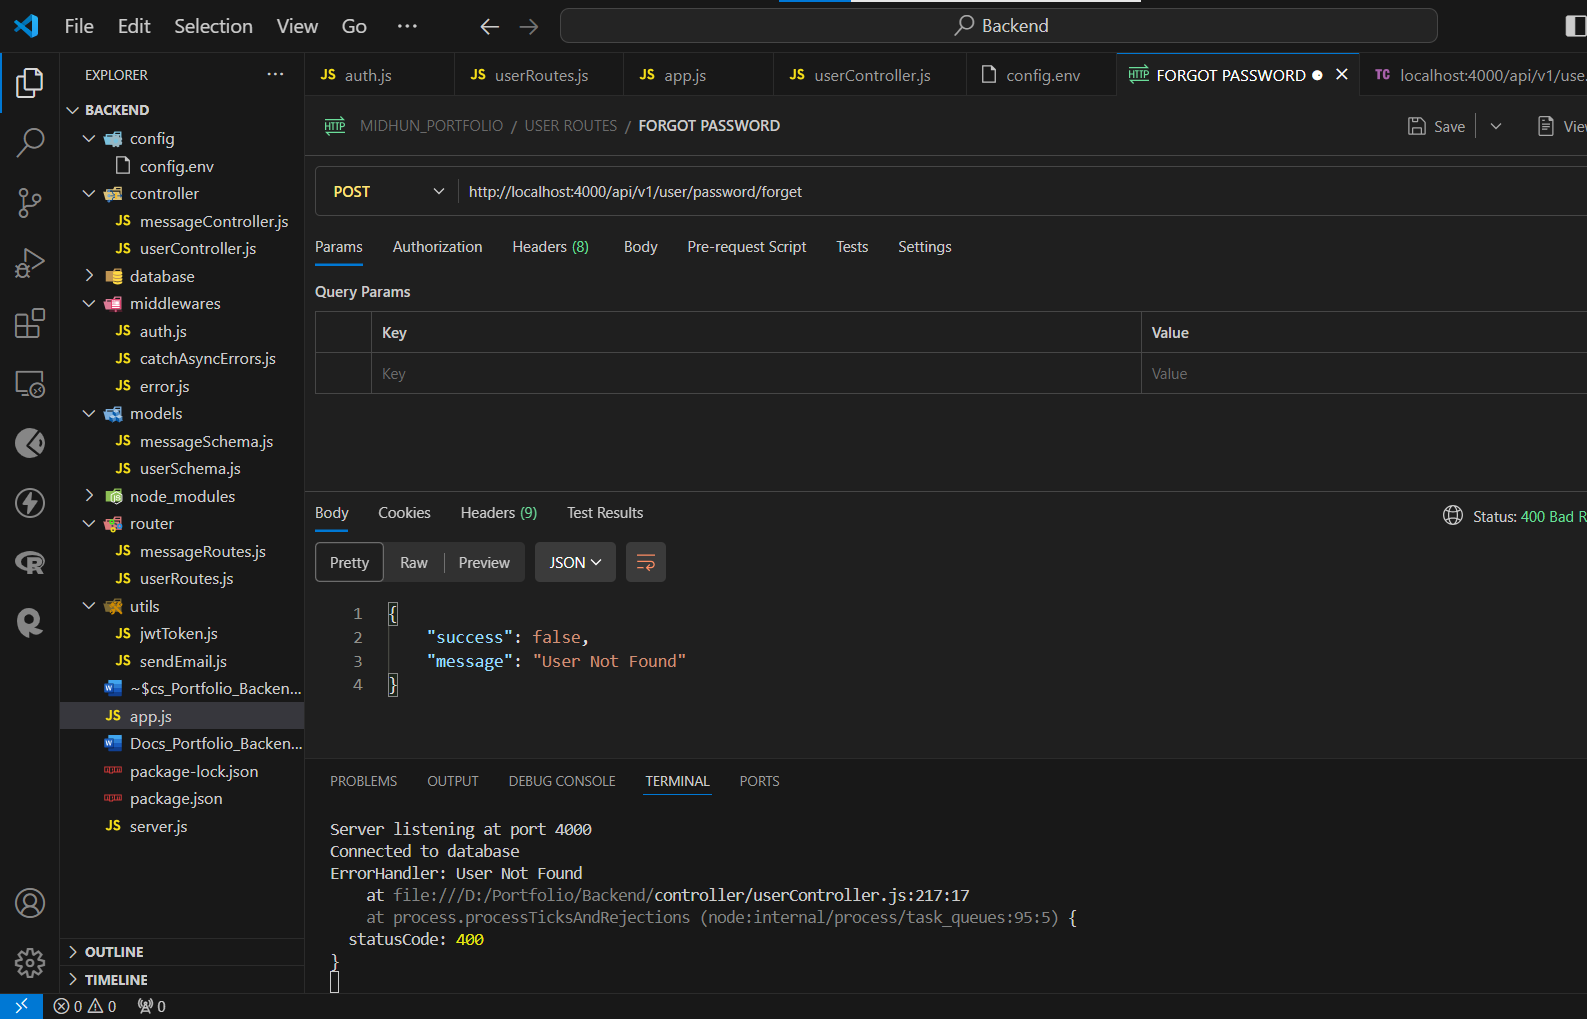 File Edit Selection View Go ··· Backend
EXPLORER ···
BACKEND
config
config.env
controller
messageController.js
userController.js
database
middlewares
auth.js
catchAsyncErrors.js
error.js
models
messageSchema.js
userSchema.js
node_modules
router
messageRoutes.js
userRoutes.js
utils
jwtToken.js
sendEmail.js
~$cs_Portfolio_Backen...
app.js
Docs_Portfolio_Backen...
package-lock.json
package.json
server.js
OUTLINE
TIMELINE
JS auth.js JS userRoutes.js JS app.js JS userController.js config.env HTTP FORGOT PASSWORD TC localhost:4000/api/v1/use
HTTP MIDHUN_PORTFOLIO / USER ROUTES / FORGOT PASSWORD Save Vie
POST http://localhost:4000/api/v1/user/password/forget
Params Authorization Headers (8) Body Pre-request Script Tests Settings
Query Params
Key Value
Key Value
Body Cookies Headers (9) Test Results Status: 400 Bad R
Pretty Raw Preview JSON
1 {
2 "success": false,
3 "message": "User Not Found"
4 }
PROBLEMS OUTPUT DEBUG CONSOLE TERMINAL PORTS
Server listening at port 4000
Connected to database
ErrorHandler: User Not Found
at file:///D:/Portfolio/Backend/controller/userController.js:217:17
at process.processTicksAndRejections (node:internal/process/task_queues:95:5) {
statusCode: 400
}
0 0 0